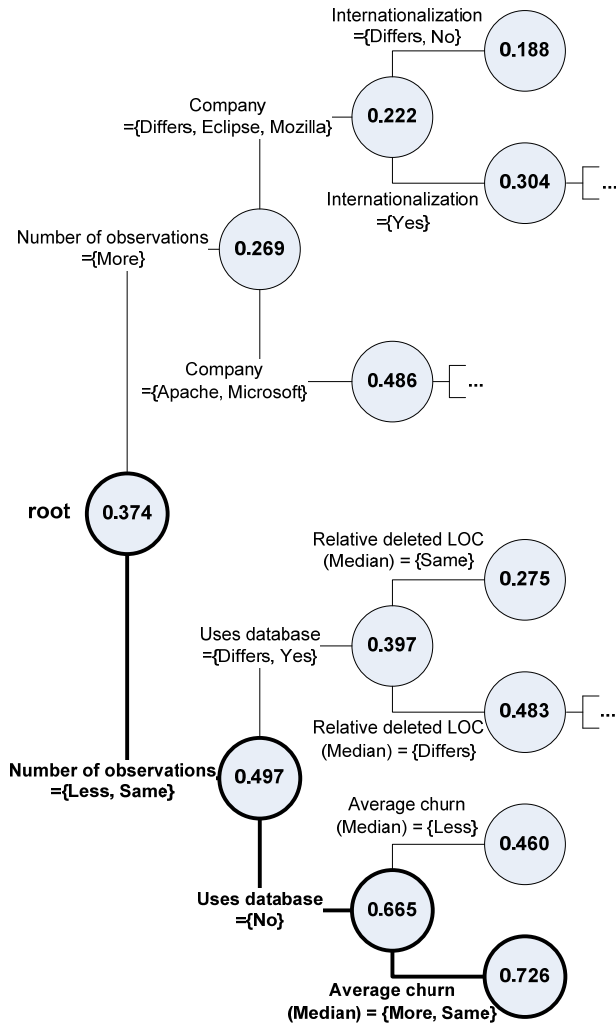 Internationalization
={Differs, No}
0.188
Company
={Differs, Eclipse, Mozilla}
0.222
Internationalization
={Yes}
0.304
...
Number of observations
={More}
0.269
Company
={Apache, Microsoft}
0.486
...
root
0.374
Relative deleted LOC
(Median) = {Same}
0.275
Uses database
={Differs, Yes}
0.397
Relative deleted LOC
(Median) = {Differs}
0.483
...
Number of observations
={Less, Same}
0.497
Average churn
(Median) = {Less}
0.460
Uses database
={No}
0.665
Average churn
(Median) = {More, Same}
0.726